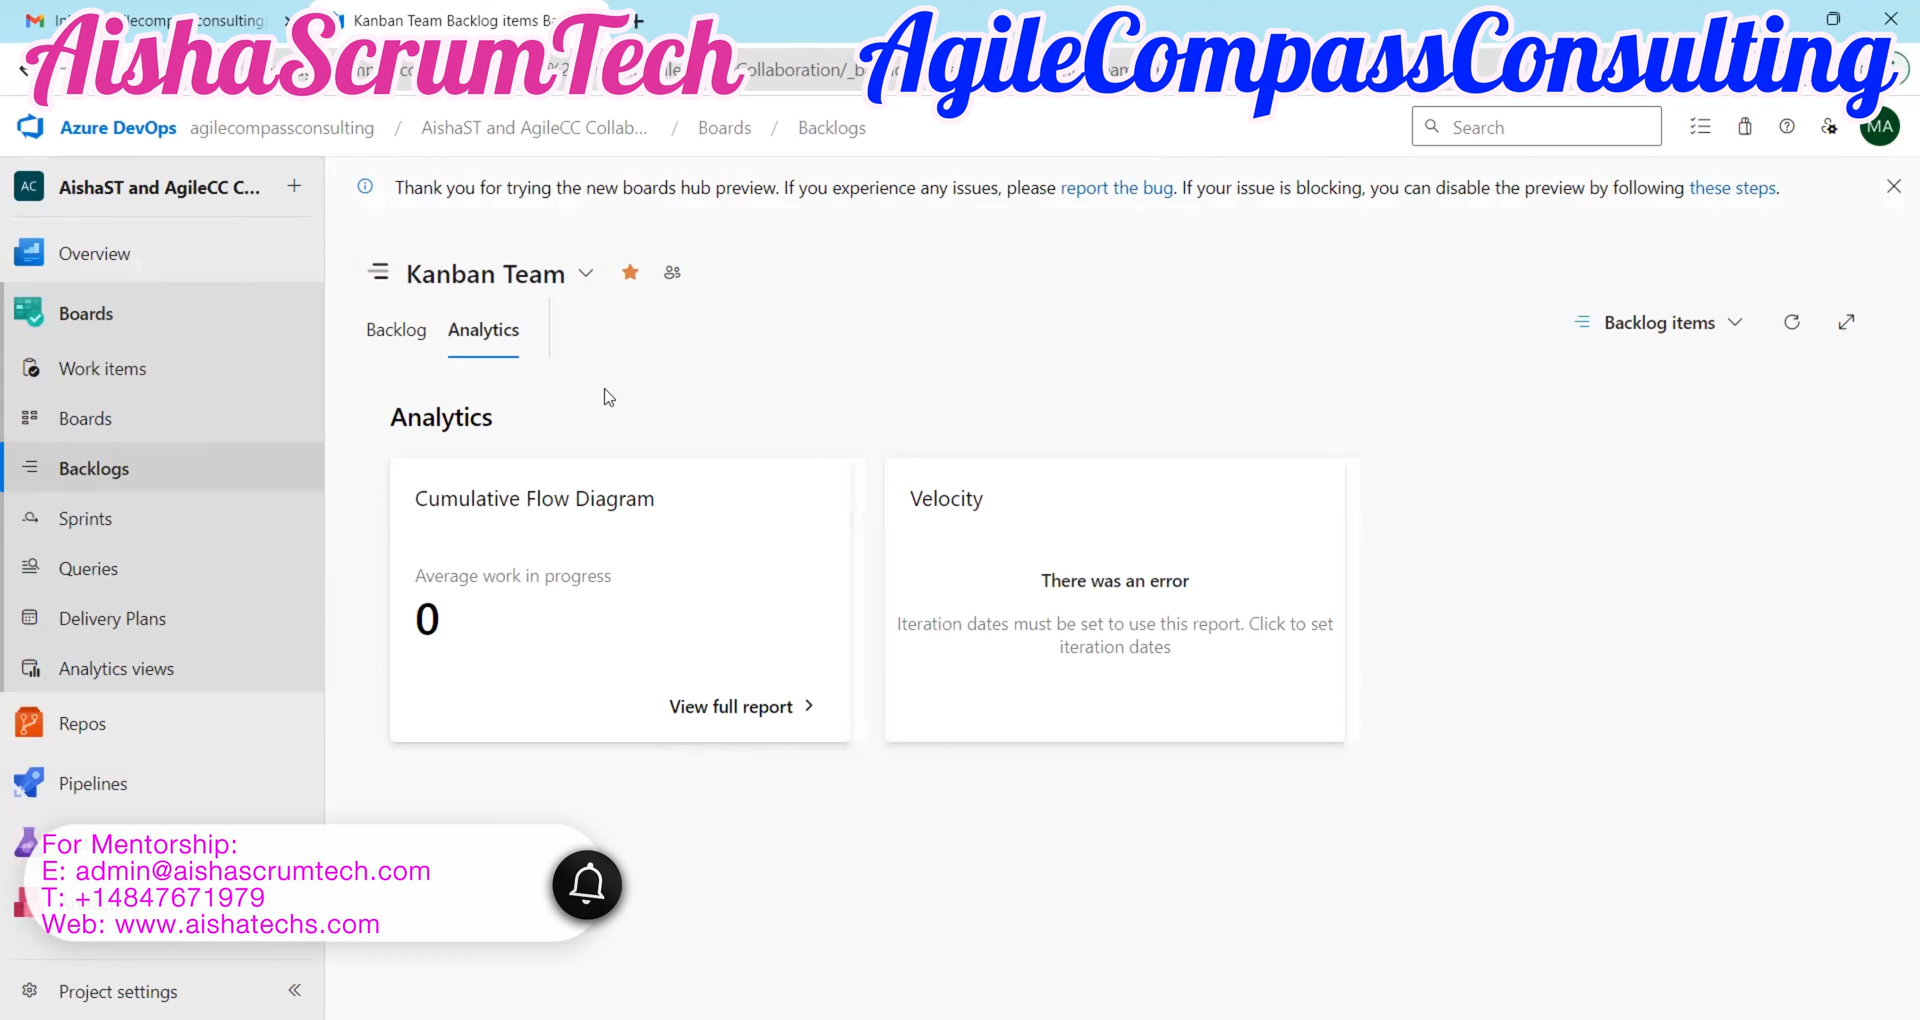 Kanban Team Backlog items Ba
AishaScrumTech
AgileCompassConsulting
Collaboration/_b
Azure DevOps
agilecompassconsulting / AishaST and AgileCC Collab... / Boards / Backlogs
Search
MA
AC
AishaST and AgileCC C...
Thank you for trying the new boards hub preview. If you experience any issues, please report the bug. If your issue is blocking, you can disable the preview by following these steps.
Overview
Boards
Work items
Boards
Backlogs
Sprints
Queries
Delivery Plans
Analytics views
Repos
Pipelines
Kanban Team
Backlog Analytics
Backlog items
Analytics
Cumulative Flow Diagram
Average work in progress
0
View full report
Velocity
There was an error
Iteration dates must be set to use this report. Click to set
iteration dates
For Mentorship:
E: admin@aishascrumtech.com
T: +14847671979
Web: www.aishatechs.com
Project settings